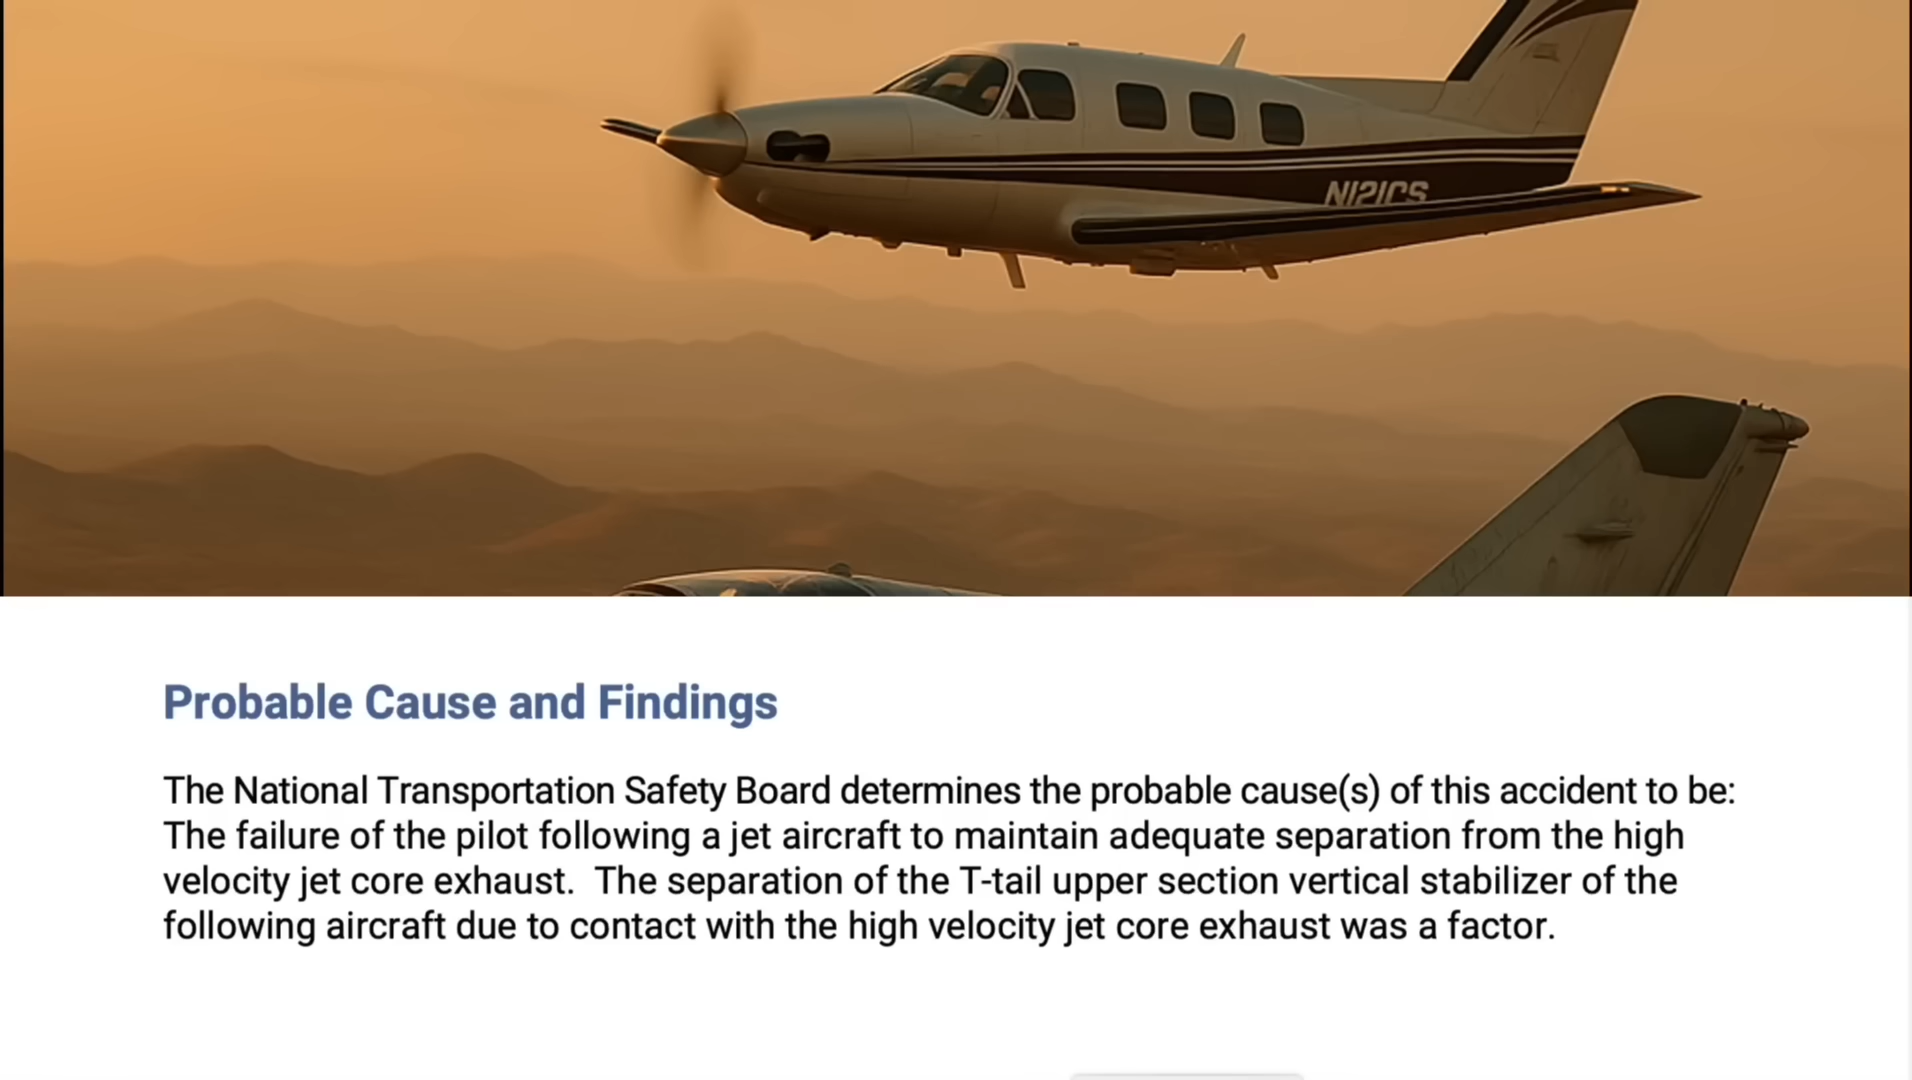 N121CS
Probable Cause and Findings
The National Transportation Safety Board determines the probable cause(s) of this accident to be:
The failure of the pilot following a jet aircraft to maintain adequate separation from the high
velocity jet core exhaust.  The separation of the T-tail upper section vertical stabilizer of the
following aircraft due to contact with the high velocity jet core exhaust was a factor.